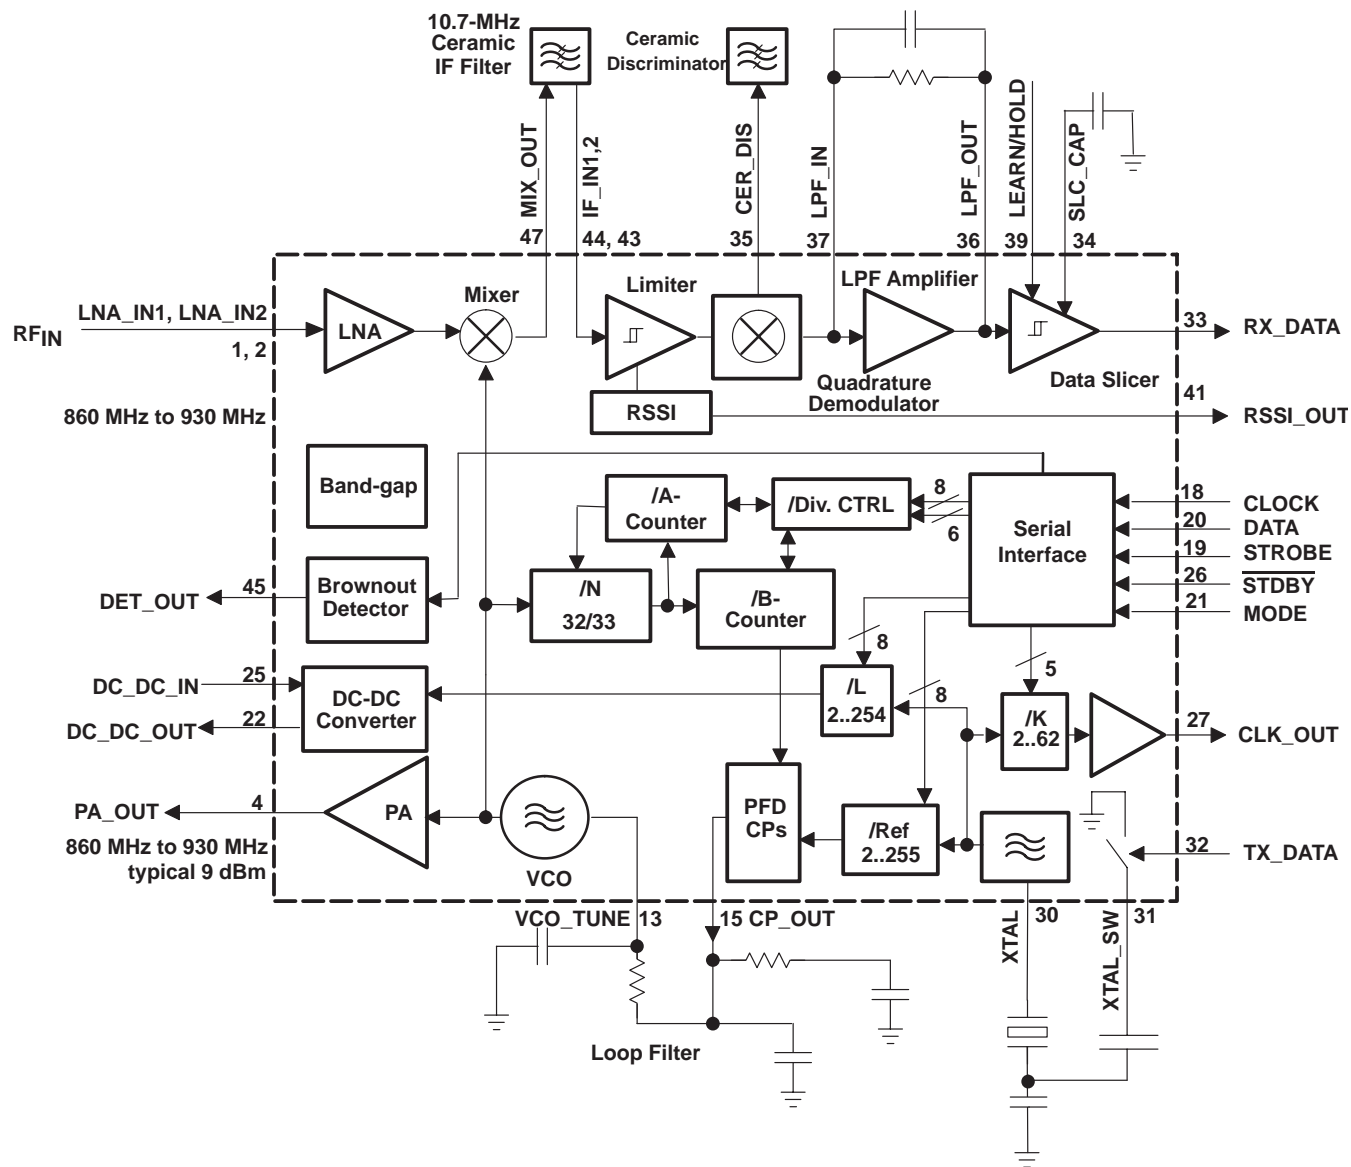 10.7-MHz
Ceramic
IF Filter
Ceramic
Discriminator
MIX_OUT
IF_IN1,2
CER_DIS
LPF_IN
LPF_OUT
LEARN/HOLD
SLC_CAP
47
44, 43
35
37
36
39
34
RFIN
LNA_IN1, LNA_IN2
1, 2
860 MHz to 930 MHz
LNA
Mixer
Limiter
RSSI
LPF Amplifier
Quadrature
Demodulator
Data Slicer
33
RX_DATA
41
RSSI_OUT
Band-gap
/A-
Counter
/Div. CTRL
8
6
Serial
Interface
18
CLOCK
20
DATA
19
STROBE
26
STDBY
21
MODE
DET_OUT
45
Brownout
Detector
/N
32/33
/B-
Counter
8
8
5
DC_DC_IN
25
DC_DC_OUT
22
DC-DC
Converter
/L
2..254
/K
2..62
27
CLK_OUT
PA_OUT
4
860 MHz to 930 MHz
typical 9 dBm
PA
VCO
PFD
CPs
/Ref
2..255
32
TX_DATA
VCO_TUNE
13
15 CP_OUT
30
31
XTAL
XTAL_SW
Loop Filter